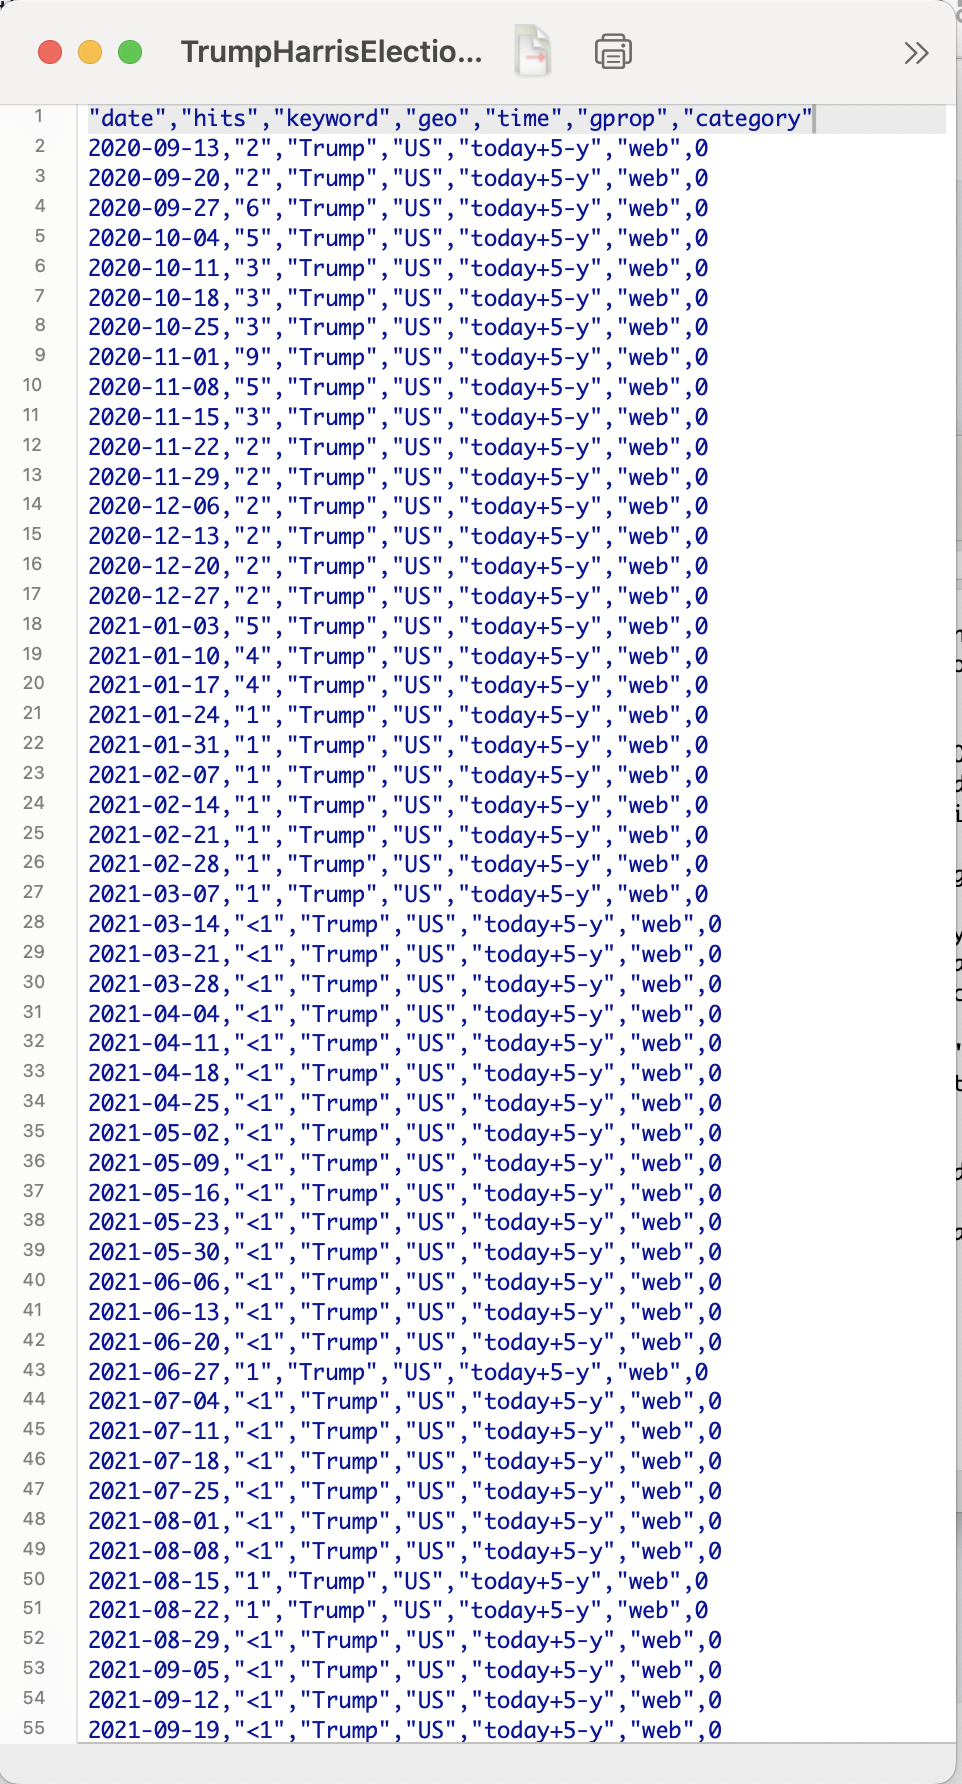 TrumpHarrisElectio...
1 "date","hits","keyword","geo","time","gprop","category"
2 2020-09-13,"2","Trump","US","today+5-y","web",0
3 2020-09-20,"2","Trump","US","today+5-y","web",0
4 2020-09-27,"6","Trump","US","today+5-y","web",0
5 2020-10-04,"5","Trump","US","today+5-y","web",0
6 2020-10-11,"3","Trump","US","today+5-y","web",0
7 2020-10-18,"3","Trump","US","today+5-y","web",0
8 2020-10-25,"3","Trump","US","today+5-y","web",0
9 2020-11-01,"9","Trump","US","today+5-y","web",0
10 2020-11-08,"5","Trump","US","today+5-y","web",0
11 2020-11-15,"3","Trump","US","today+5-y","web",0
12 2020-11-22,"2","Trump","US","today+5-y","web",0
13 2020-11-29,"2","Trump","US","today+5-y","web",0
14 2020-12-06,"2","Trump","US","today+5-y","web",0
15 2020-12-13,"2","Trump","US","today+5-y","web",0
16 2020-12-20,"2","Trump","US","today+5-y","web",0
17 2020-12-27,"2","Trump","US","today+5-y","web",0
18 2021-01-03,"5","Trump","US","today+5-y","web",0
19 2021-01-10,"4","Trump","US","today+5-y","web",0
20 2021-01-17,"4","Trump","US","today+5-y","web",0
21 2021-01-24,"1","Trump","US","today+5-y","web",0
22 2021-01-31,"1","Trump","US","today+5-y","web",0
23 2021-02-07,"1","Trump","US","today+5-y","web",0
24 2021-02-14,"1","Trump","US","today+5-y","web",0
25 2021-02-21,"1","Trump","US","today+5-y","web",0
26 2021-02-28,"1","Trump","US","today+5-y","web",0
27 2021-03-07,"1","Trump","US","today+5-y","web",0
28 2021-03-14,"<1","Trump","US","today+5-y","web",0
29 2021-03-21,"<1","Trump","US","today+5-y","web",0
30 2021-03-28,"<1","Trump","US","today+5-y","web",0
31 2021-04-04,"<1","Trump","US","today+5-y","web",0
32 2021-04-11,"<1","Trump","US","today+5-y","web",0
33 2021-04-18,"<1","Trump","US","today+5-y","web",0
34 2021-04-25,"<1","Trump","US","today+5-y","web",0
35 2021-05-02,"<1","Trump","US","today+5-y","web",0
36 2021-05-09,"<1","Trump","US","today+5-y","web",0
37 2021-05-16,"<1","Trump","US","today+5-y","web",0
38 2021-05-23,"<1","Trump","US","today+5-y","web",0
39 2021-05-30,"<1","Trump","US","today+5-y","web",0
40 2021-06-06,"<1","Trump","US","today+5-y","web",0
41 2021-06-13,"<1","Trump","US","today+5-y","web",0
42 2021-06-20,"<1","Trump","US","today+5-y","web",0
43 2021-06-27,"1","Trump","US","today+5-y","web",0
44 2021-07-04,"<1","Trump","US","today+5-y","web",0
45 2021-07-11,"<1","Trump","US","today+5-y","web",0
46 2021-07-18,"<1","Trump","US","today+5-y","web",0
47 2021-07-25,"<1","Trump","US","today+5-y","web",0
48 2021-08-01,"<1","Trump","US","today+5-y","web",0
49 2021-08-08,"<1","Trump","US","today+5-y","web",0
50 2021-08-15,"1","Trump","US","today+5-y","web",0
51 2021-08-22,"1","Trump","US","today+5-y","web",0
52 2021-08-29,"<1","Trump","US","today+5-y","web",0
53 2021-09-05,"<1","Trump","US","today+5-y","web",0
54 2021-09-12,"<1","Trump","US","today+5-y","web",0
55 2021-09-19,"<1","Trump","US","today+5-y","web",0